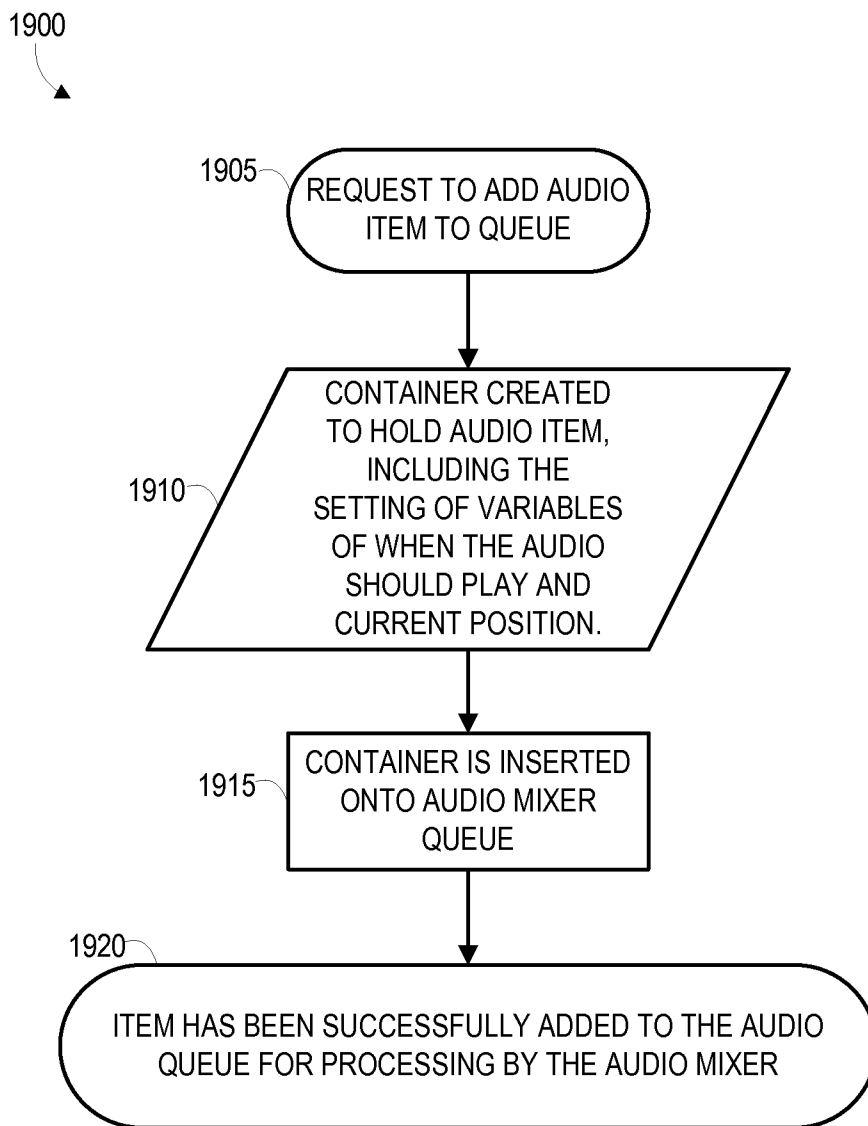 1900
1905
REQUEST TO ADD AUDIO
ITEM TO QUEUE
1910
CONTAINER CREATED
TO HOLD AUDIO ITEM,
INCLUDING THE
SETTING OF VARIABLES
OF WHEN THE AUDIO
SHOULD PLAY AND
CURRENT POSITION.
1915
CONTAINER IS INSERTED
ONTO AUDIO MIXER
QUEUE
1920
ITEM HAS BEEN SUCCESSFULLY ADDED TO THE AUDIO
QUEUE FOR PROCESSING BY THE AUDIO MIXER